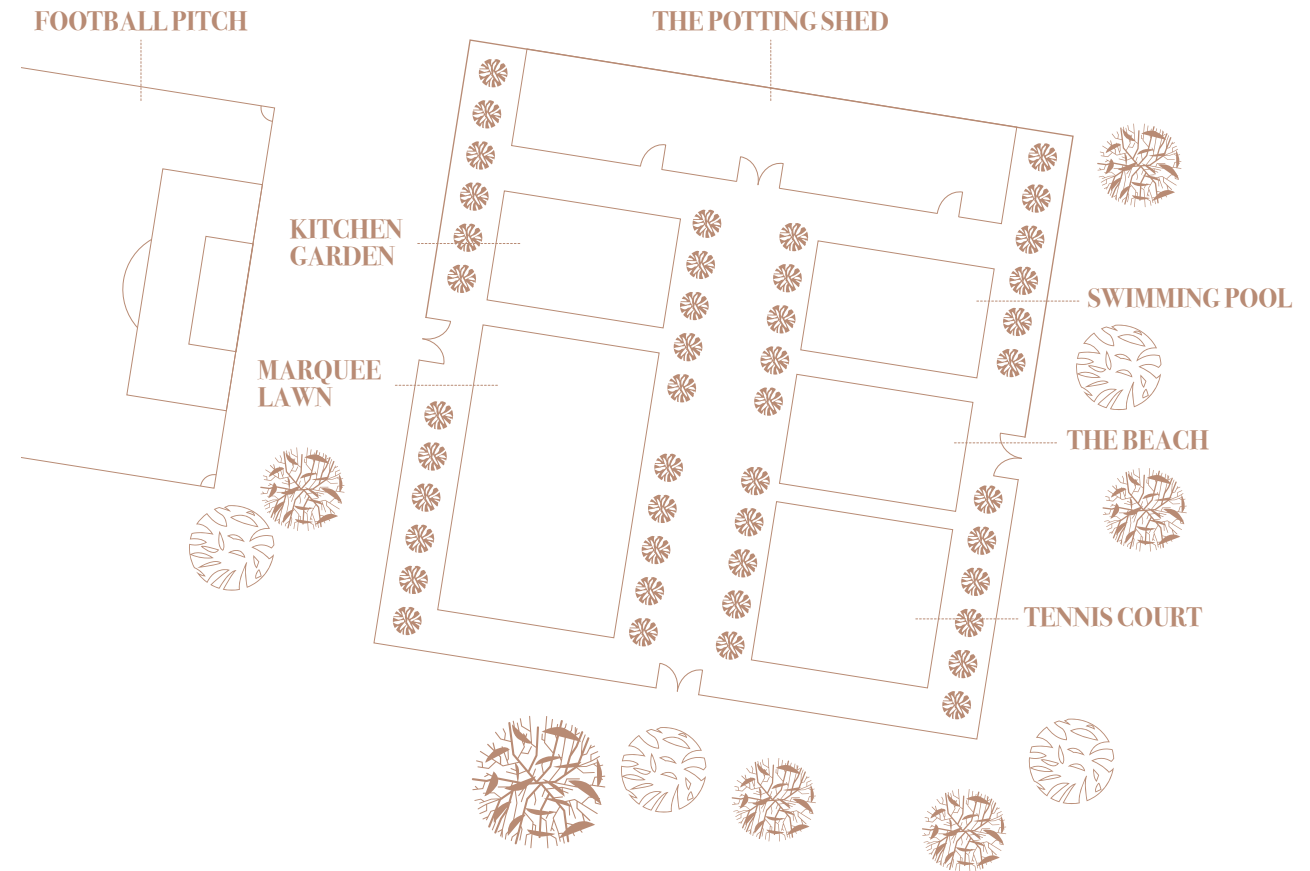 FOOTBALL PITCH
THE POTTING SHED
KITCHEN
GARDEN
SWIMMING POOL
MARQUEE
LAWN
THE BEACH
TENNIS COURT